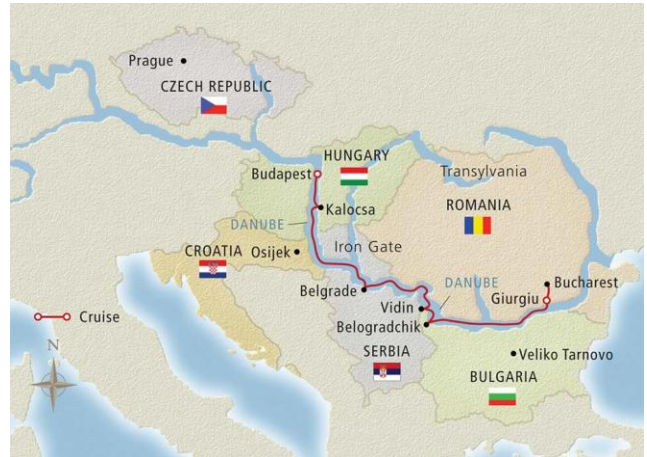 Prague
CZECH REPUBLIC
HUNGARY
Budapest
Transylvania
Kalocsa
ROMANIA
DANUBE
Iron Gate
CROATIA
Osijek
DANUBE
Bucharest
Belgrade
Giurgiu
Vidin
Cruise
Belogradchik
N
SERBIA
Veliko Tarnovo
BULGARIA